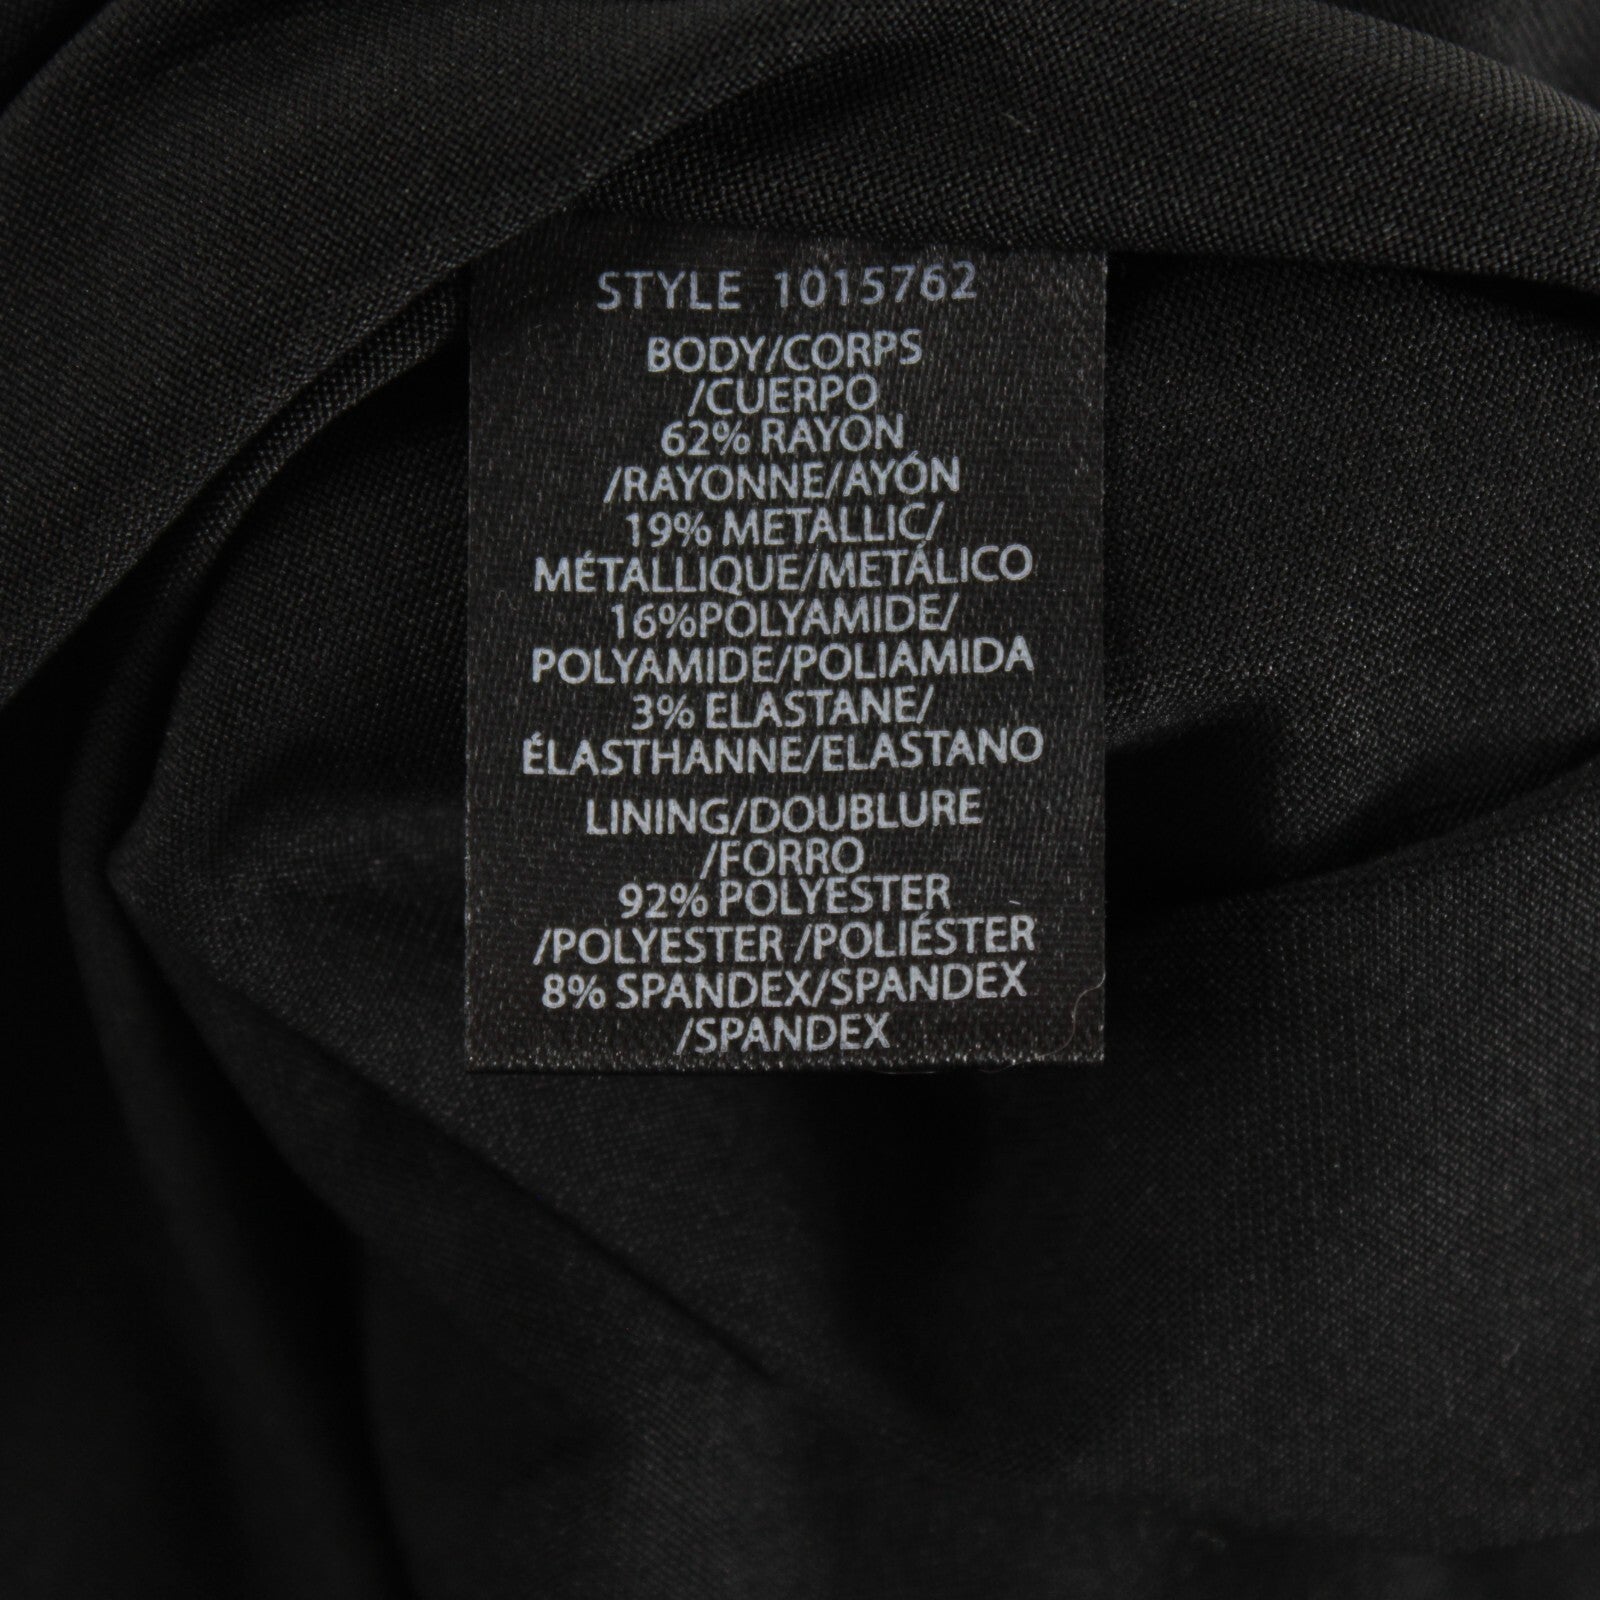 STYLE 1015762
BODY/CORPS
/CUERPO
62% RAYON
/RAYONNE/AYÓN
19% METALLIC/
MÉTALLIQUE/METÁLICO
16%POLYAMIDE/
POLYAMIDE/POLIAMIDA
3% ELASTANE/
ÉLASTHANNE/ELASTANO
LINING/DOUBLURE
/FORRO
92% POLYESTER
/POLYESTER /POLIÉSTER
8% SPANDEX/SPANDEX
/SPANDEX